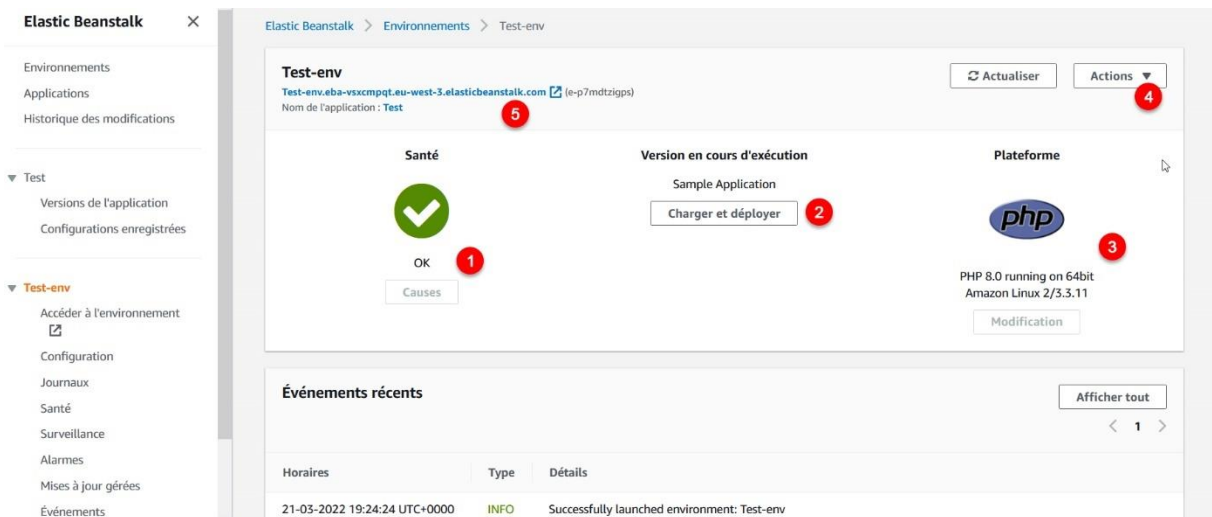 Elastic Beanstalk
Environnements
Applications
Historique des modifications
Test
Versions de l'application
Configurations enregistrées
Test-env
Accéder à l'environnement
Configuration
Journaux
Santé
Surveillance
Alarmes
Mises à jour gérées
Événements
Elastic Beanstalk > Environnements > Test-env
Test-env
Test-env.eba-vsxcmpqt.eu-west-3.elasticbeanstalk.com (e-p7mdtzigps)
Nom de l'application : Test
5
Actualiser
Actions
4
Santé
OK
1
Causes
Version en cours d'exécution
Sample Application
Charger et déployer
2
Plateforme
php
3
PHP 8.0 running on 64bit
Amazon Linux 2/3.3.11
Modification
Événements récents
Afficher tout
< 1 >
Horaires Type Détails
21-03-2022 19:24:24 UTC+0000 INFO Successfully launched environment: Test-env